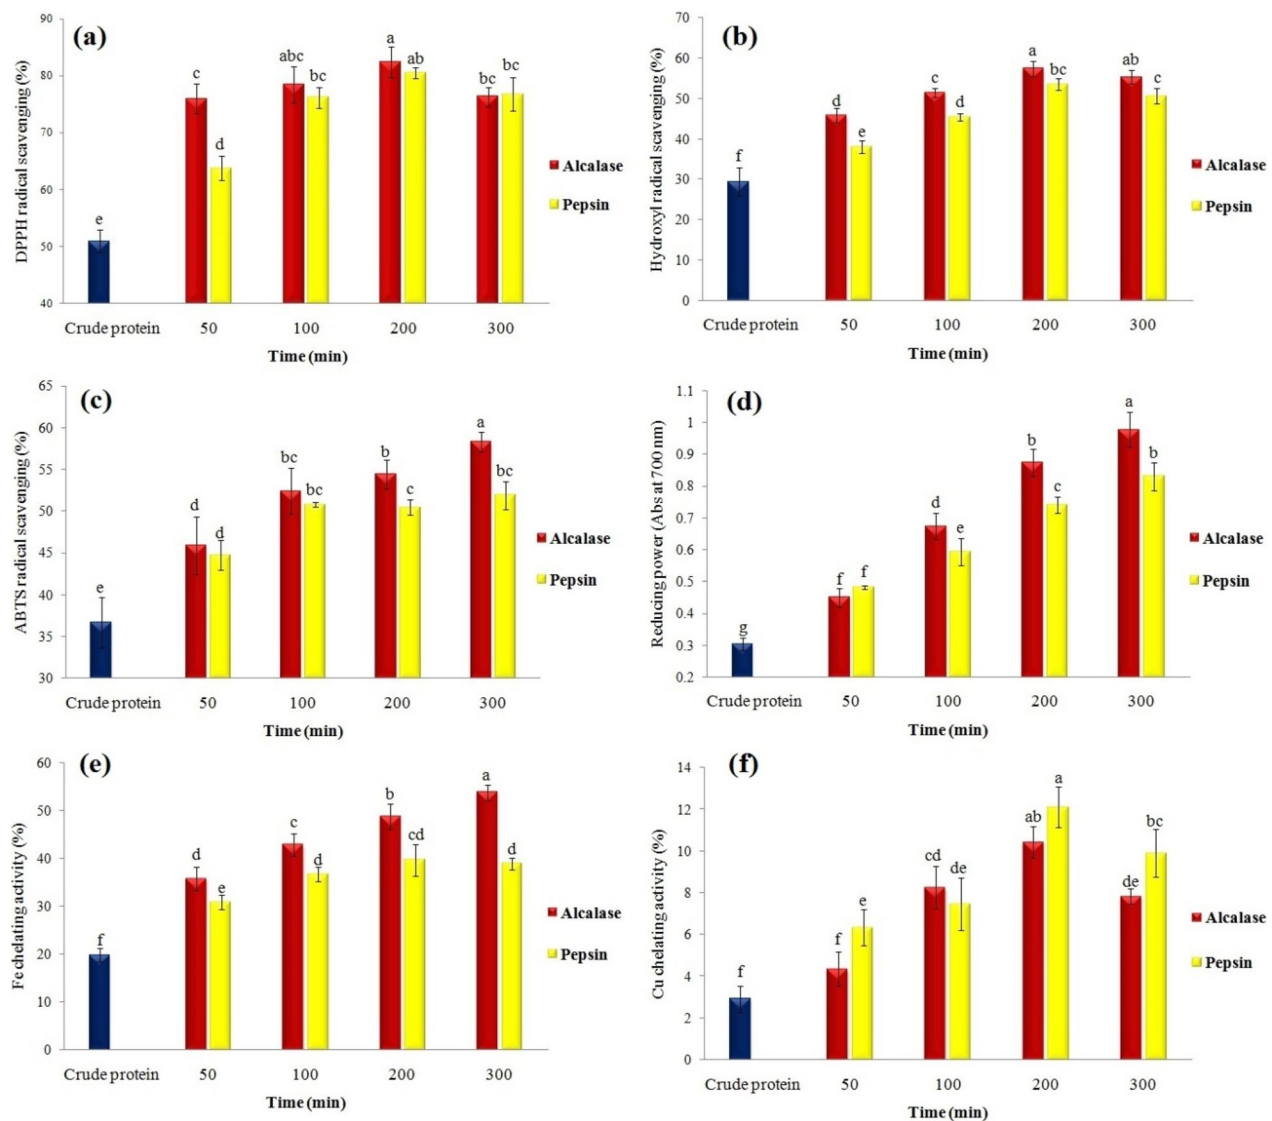 (a)
DPPH radical scavenging (%)
90
80
70
60
50
40
e
c
d
abc
bc
a
ab
bc
bc
Alcalase
Pepsin
Crude protein 50 100 200 300
Time (min)
(b)
Hydroxyl radical scavenging (%)
70
60
50
40
30
20
10
0
f
d
e
c
d
a
bc
ab
c
Alcalase
Pepsin
Crude protein 50 100 200 300
Time (min)
(c)
ABTS radical scavenging (%)
65
60
55
50
45
40
35
30
e
d
d
bc
bc
b
c
a
bc
Alcalase
Pepsin
Crude protein 50 100 200 300
Time (min)
(d)
Reducing power (Abs at 700 nm)
1.1
1
0.9
0.8
0.7
0.6
0.5
0.4
0.3
0.2
g
f
f
d
e
b
c
a
b
Alcalase
Pepsin
Crude protein 50 100 200 300
Time (min)
(e)
Fe chelating activity (%)
60
50
40
30
20
10
0
f
d
e
c
d
b
cd
a
d
Alcalase
Pepsin
Crude protein 50 100 200 300
Time (min)
(f)
Cu chelating activity (%)
14
12
10
8
6
4
2
0
f
f
e
cd
de
ab
a
de
bc
Alcalase
Pepsin
Crude protein 50 100 200 300
Time (min)